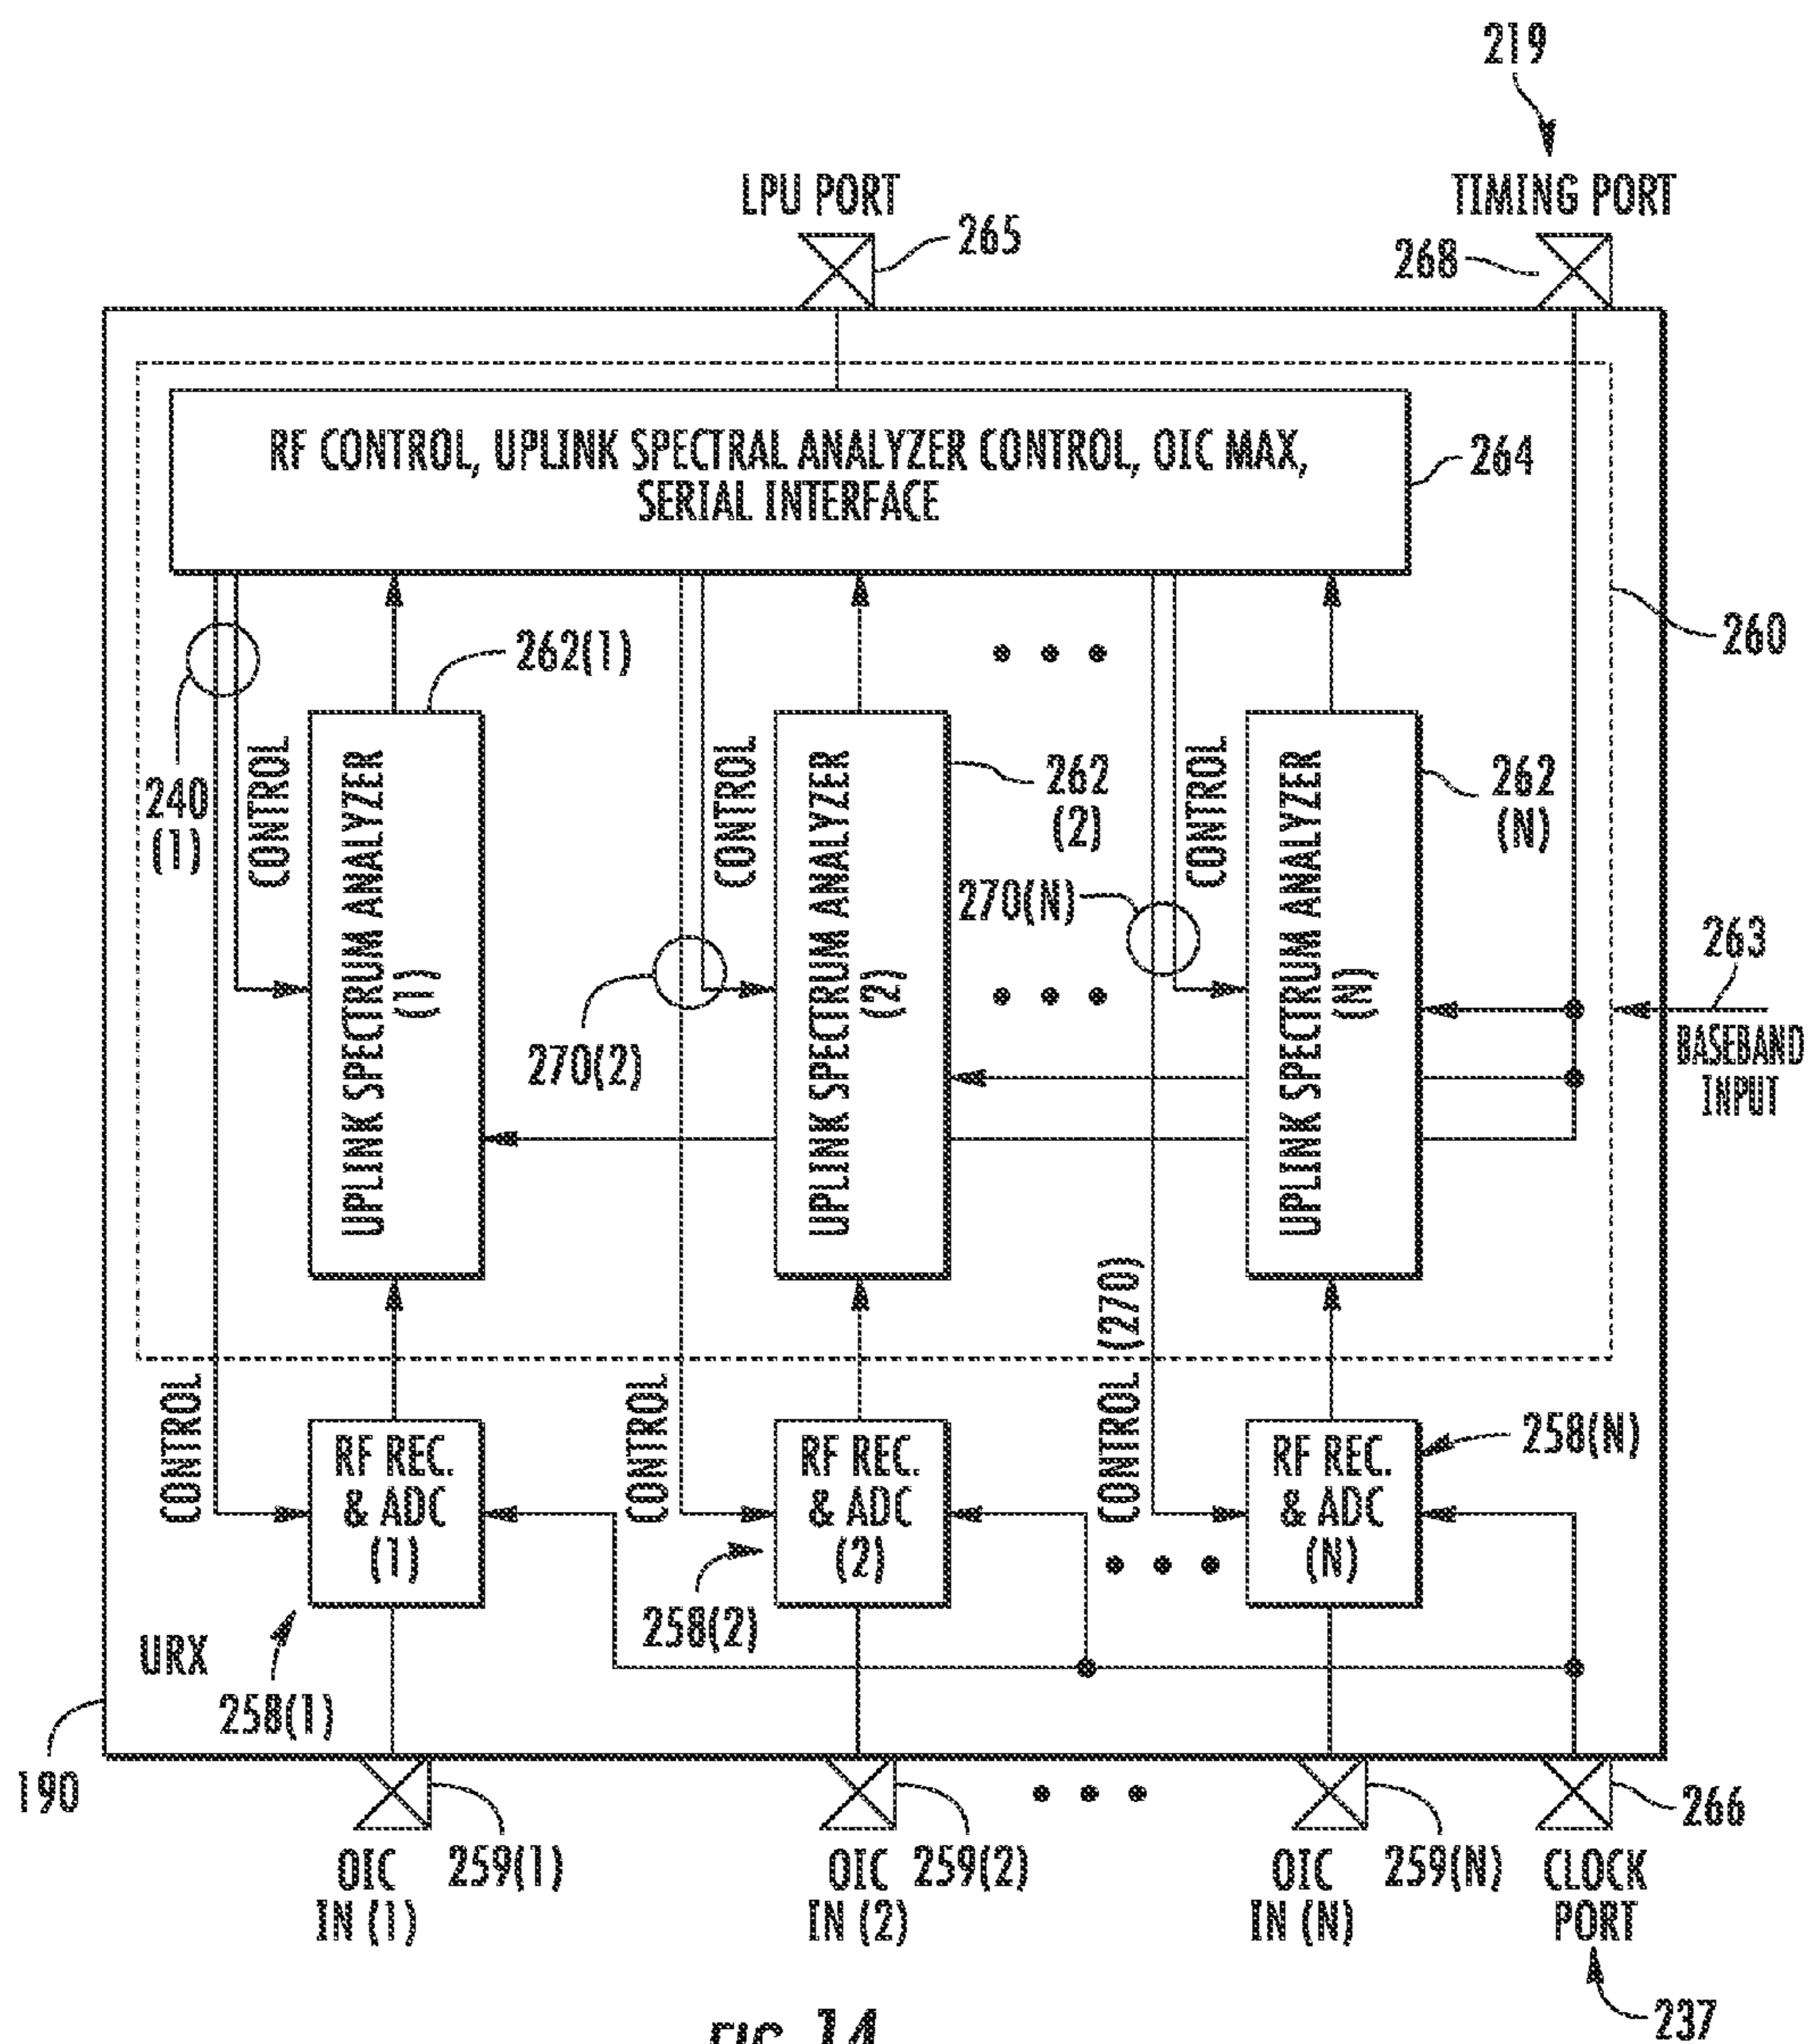 219
LPU PORT
TIMING PORT
265
268
RF CONTROL, UPLINK SPECTRAL ANALYZER CONTROL, OIC MAX,
SERIAL INTERFACE
264
260
262(1)
240
(1)
CONTROL
UPLINK SPECTRUM ANALYZER
(1)
CONTROL
UPLINK SPECTRUM ANALYZER
(2)
262
(2)
CONTROL
UPLINK SPECTRUM ANALYZER
(N)
262
(N)
270(N)
270(2)
263
BASEBAND
INPUT
CONTROL
RF REC.
& ADC
(1)
CONTROL
RF REC.
& ADC
(2)
CONTROL (270)
RF REC.
& ADC
(N)
258(N)
258(2)
URX
258(1)
190
259(1)
OIC
IN (1)
259(2)
OIC
IN (2)
259(N)
OIC
IN (N)
266
CLOCK
PORT
237
FIG. 14